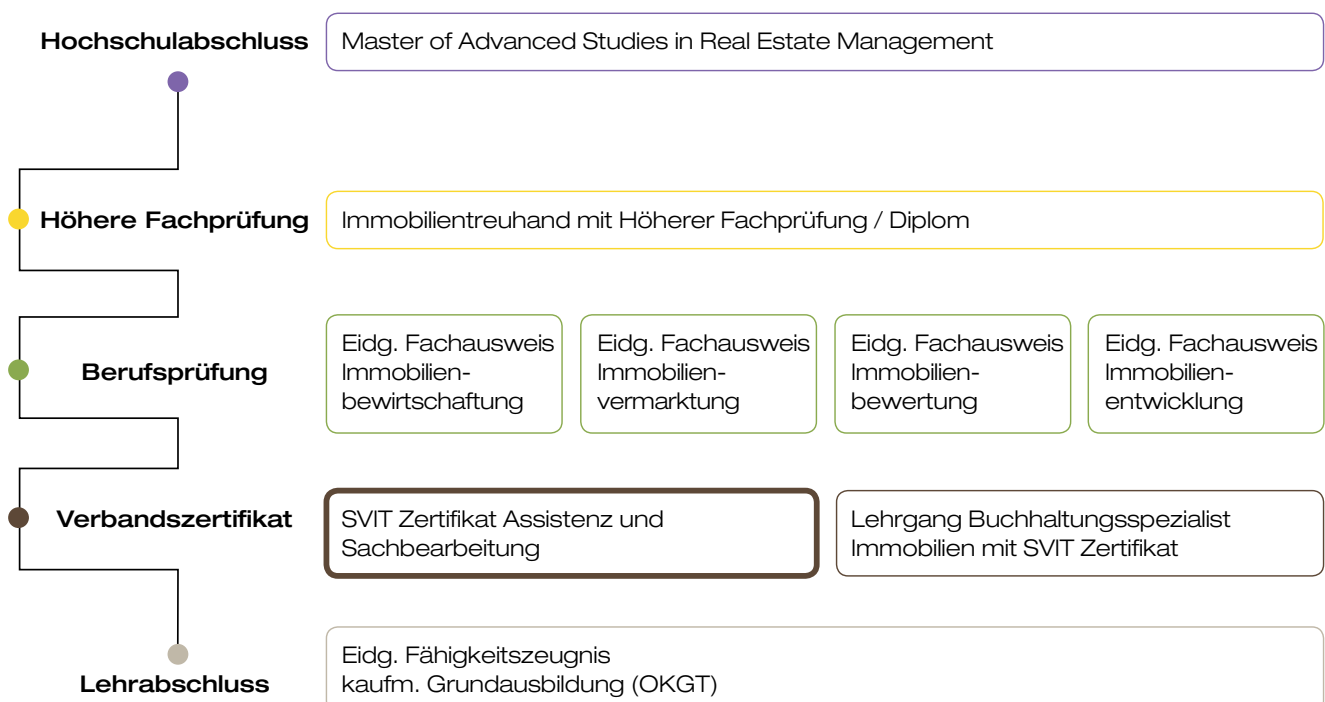 Hochschulabschluss
Master of Advanced Studies in Real Estate Management
Höhere Fachprüfung
Immobilientreuhand mit Höherer Fachprüfung / Diplom
Berufsprüfung
Eidg. Fachausweis
Immobilien-
bewirtschaftung
Eidg. Fachausweis
Immobilien-
vermarktung
Eidg. Fachausweis
Immobilien-
bewertung
Eidg. Fachausweis
Immobilien-
entwicklung
Verbandszertifikat
SVIT Zertifikat Assistenz und
Sachbearbeitung
Lehrgang Buchhaltungsspezialist
Immobilien mit SVIT Zertifikat
Lehrabschluss
Eidg. Fähigkeitszeugnis
kaufm. Grundausbildung (OKGT)